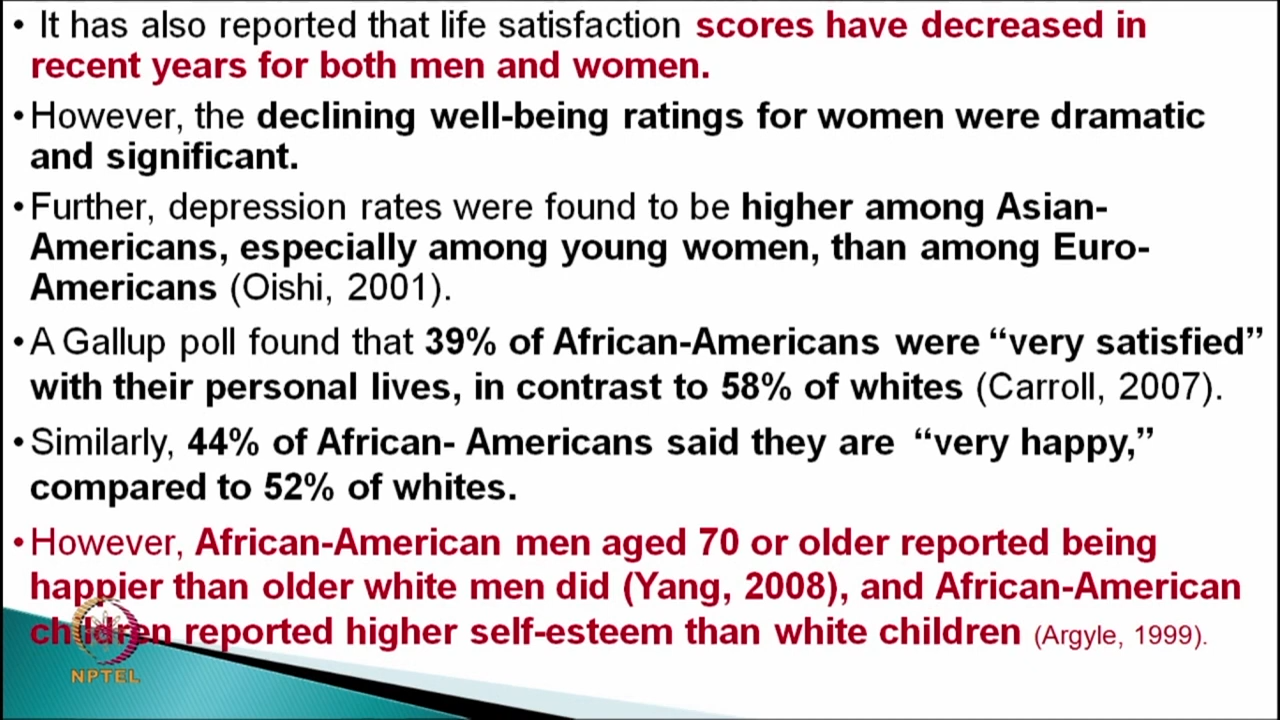 • It has also reported that life satisfaction scores have decreased in
recent years for both men and women.
• However, the declining well-being ratings for women were dramatic
and significant.
• Further, depression rates were found to be higher among Asian-
Americans, especially among young women, than among Euro-
Americans (Oishi, 2001).
• A Gallup poll found that 39% of African-Americans were “very satisfied”
with their personal lives, in contrast to 58% of whites (Carroll, 2007).
• Similarly, 44% of African- Americans said they are “very happy,”
compared to 52% of whites.
• However, African-American men aged 70 or older reported being
happier than older white men did (Yang, 2008), and African-American
children reported higher self-esteem than white children (Argyle, 1999).
NPTEL